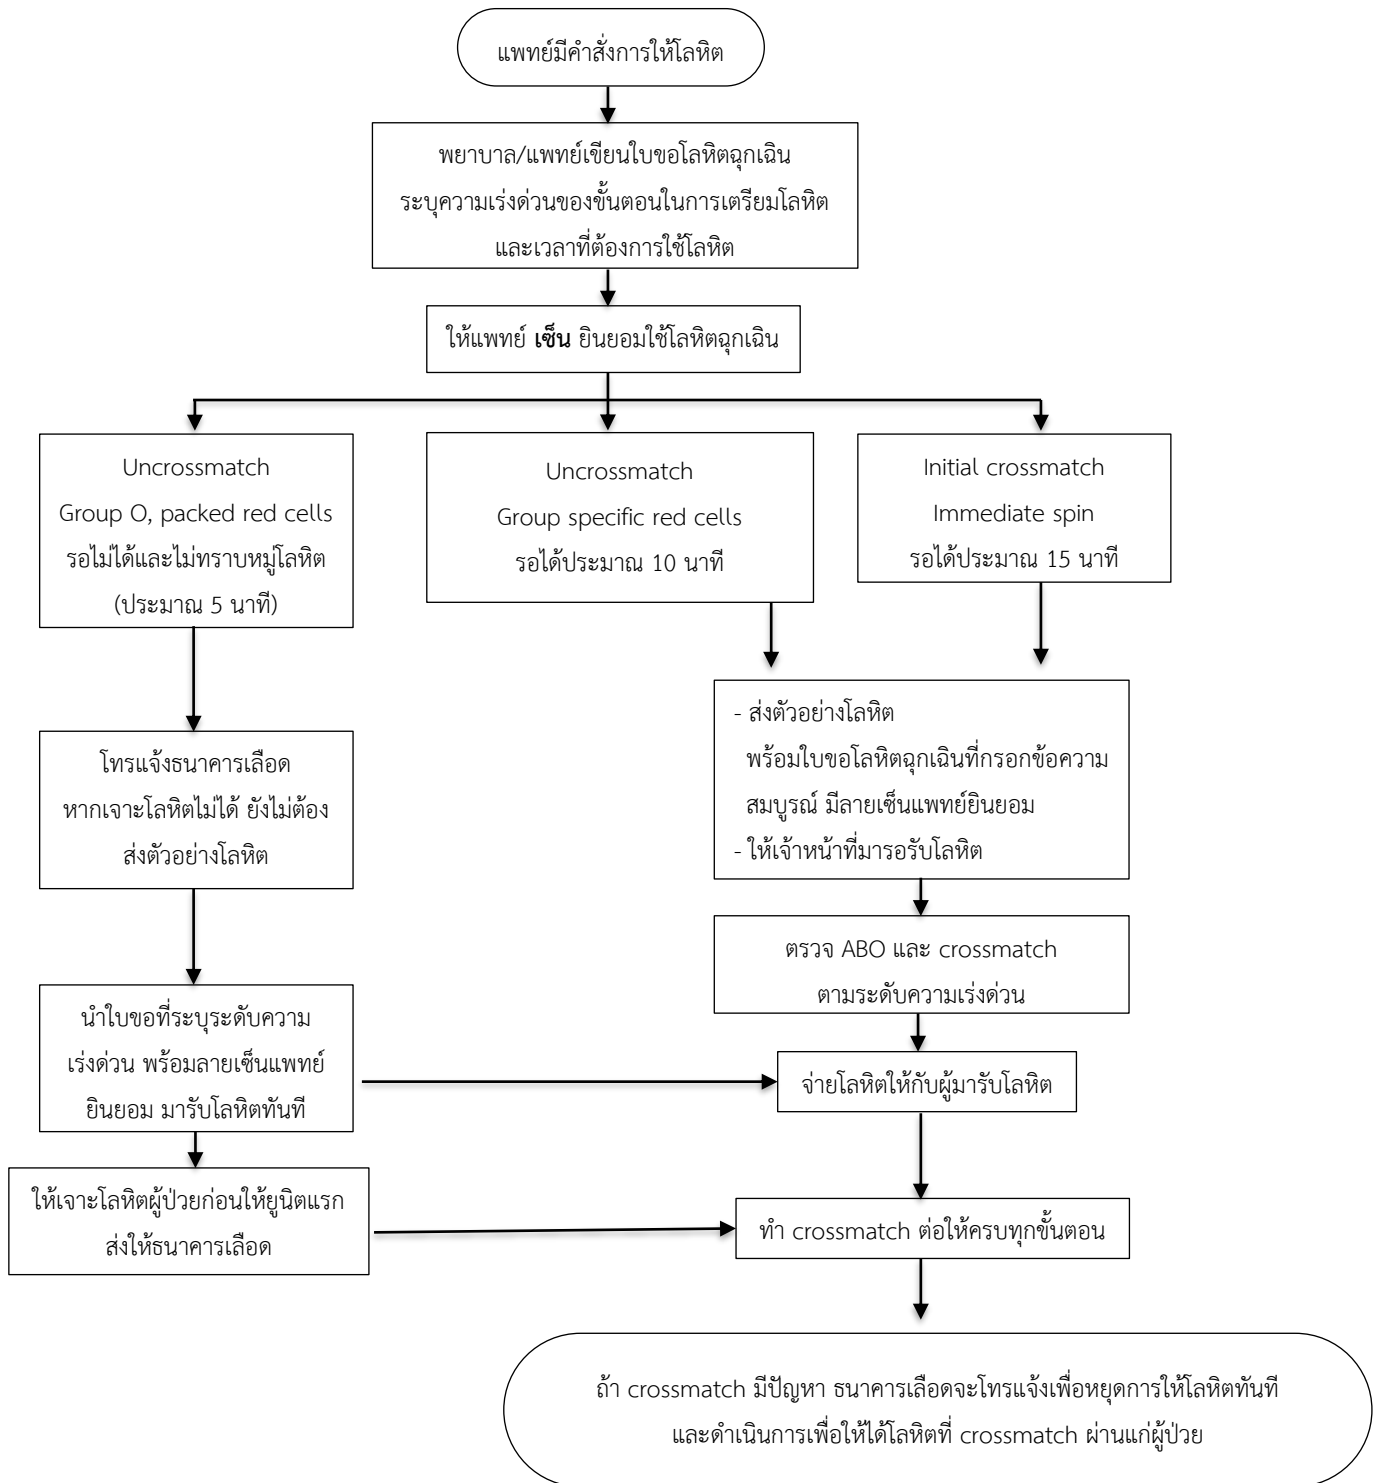 แพทย์มีคำสั่งการให้โลหิต
พยาบาล/แพทย์เขียนใบขอโลหิตฉุกเฉิน
ระบุความเร่งด่วนของขั้นตอนในการเตรียมโลหิต
และเวลาที่ต้องการใช้โลหิต
ให้แพทย์ เซ็น ยินยอมใช้โลหิตฉุกเฉิน
Uncrossmatch
Group O, packed red cells
รอไม่ได้และไม่ทราบหมู่โลหิต
(ประมาณ 5 นาที)
Uncrossmatch
Group specific red cells
รอได้ประมาณ 10 นาที
Initial crossmatch
Immediate spin
รอได้ประมาณ 15 นาที
โทรแจ้งธนาคารเลือด
หากเจาะโลหิตไม่ได้ ยังไม่ต้อง
ส่งตัวอย่างโลหิต
- ส่งตัวอย่างโลหิต
พร้อมใบขอโลหิตฉุกเฉินที่กรอกข้อความ
สมบูรณ์ มีลายเซ็นแพทย์ยินยอม
- ให้เจ้าหน้าที่มารอรับโลหิต
ตรวจ ABO และ crossmatch
ตามระดับความเร่งด่วน
นำใบขอที่ระบุระดับความ
เร่งด่วน พร้อมลายเซ็นแพทย์
ยินยอม มารับโลหิตทันที
จ่ายโลหิตให้กับผู้มารับโลหิต
ให้เจาะโลหิตผู้ป่วยก่อนให้ยูนิตแรก
ส่งให้ธนาคารเลือด
ทำ crossmatch ต่อให้ครบทุกขั้นตอน
ถ้า crossmatch มีปัญหา ธนาคารเลือดจะโทรแจ้งเพื่อหยุดการให้โลหิตทันที
และดำเนินการเพื่อให้ได้โลหิตที่ crossmatch ผ่านแก่ผู้ป่วย